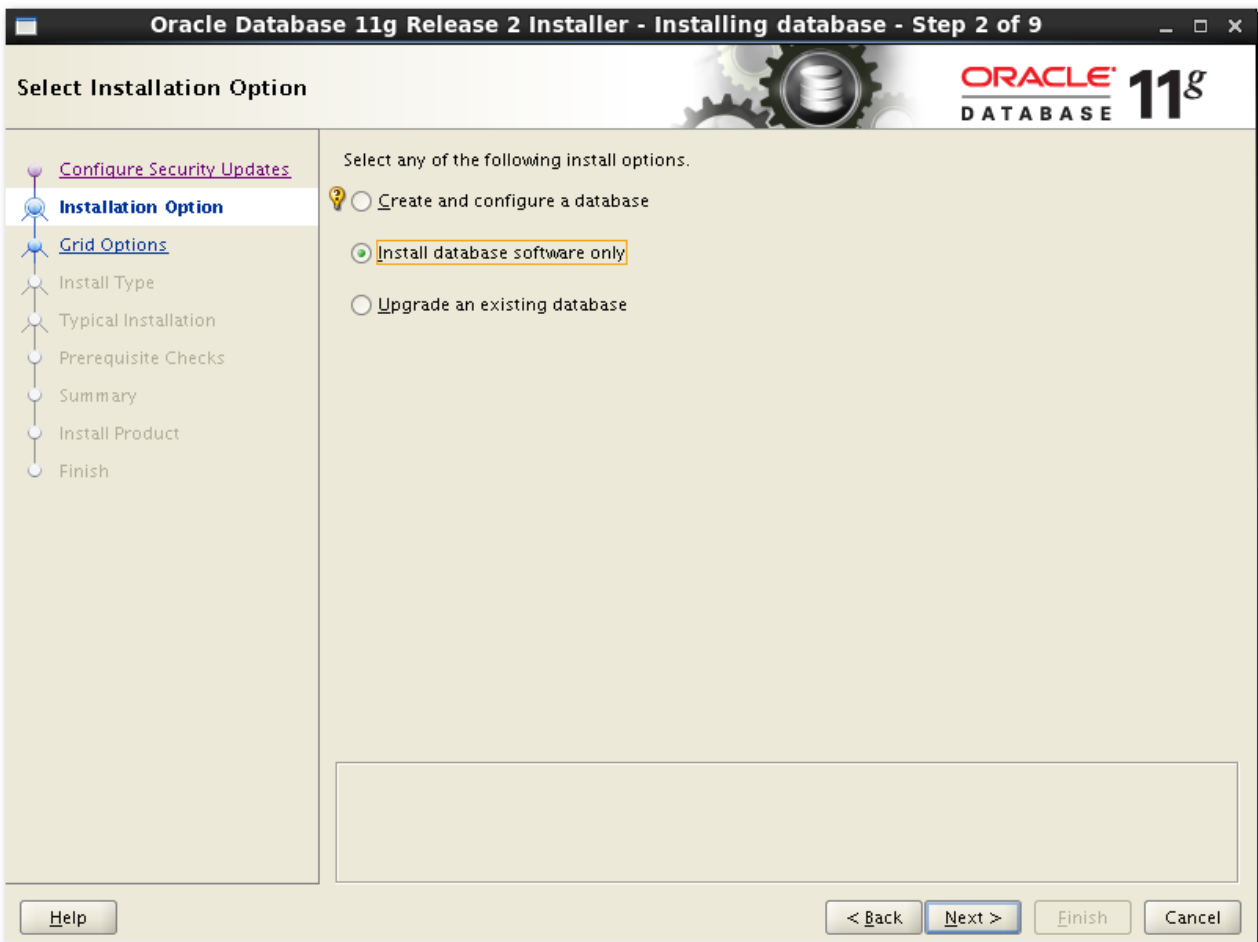 Oracle Database 11g Release 2 Installer - Installing database - Step 2 of 9
Select Installation Option
ORACLE
DATABASE
11g
Configure Security Updates
Installation Option
Grid Options
Install Type
Typical Installation
Prerequisite Checks
Summary
Install Product
Finish
Select any of the following install options.
Create and configure a database
Install database software only
Upgrade an existing database
Help
< Back
Next >
Finish
Cancel